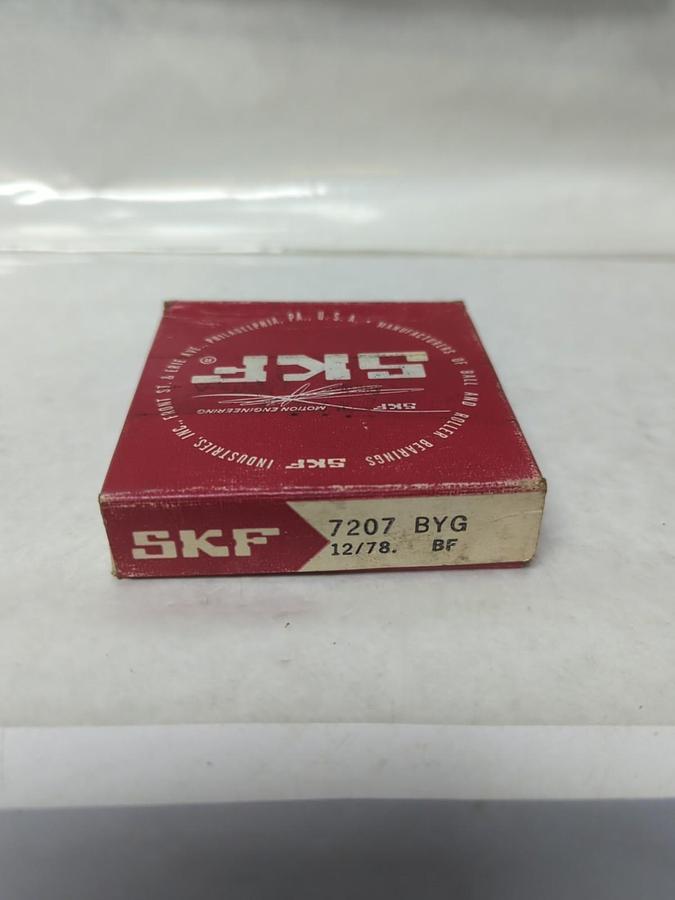 SKF INDUSTRIES, INC., FRONT ST. & ERIE AVE., PHILADELPHIA, PA., U. S. A. - MANUFACTURERS OF BALL AND ROLLER BEARINGS
SKF®
SKF
MOTION ENGINEERING
SKF
7207 BYG
12/78. BF